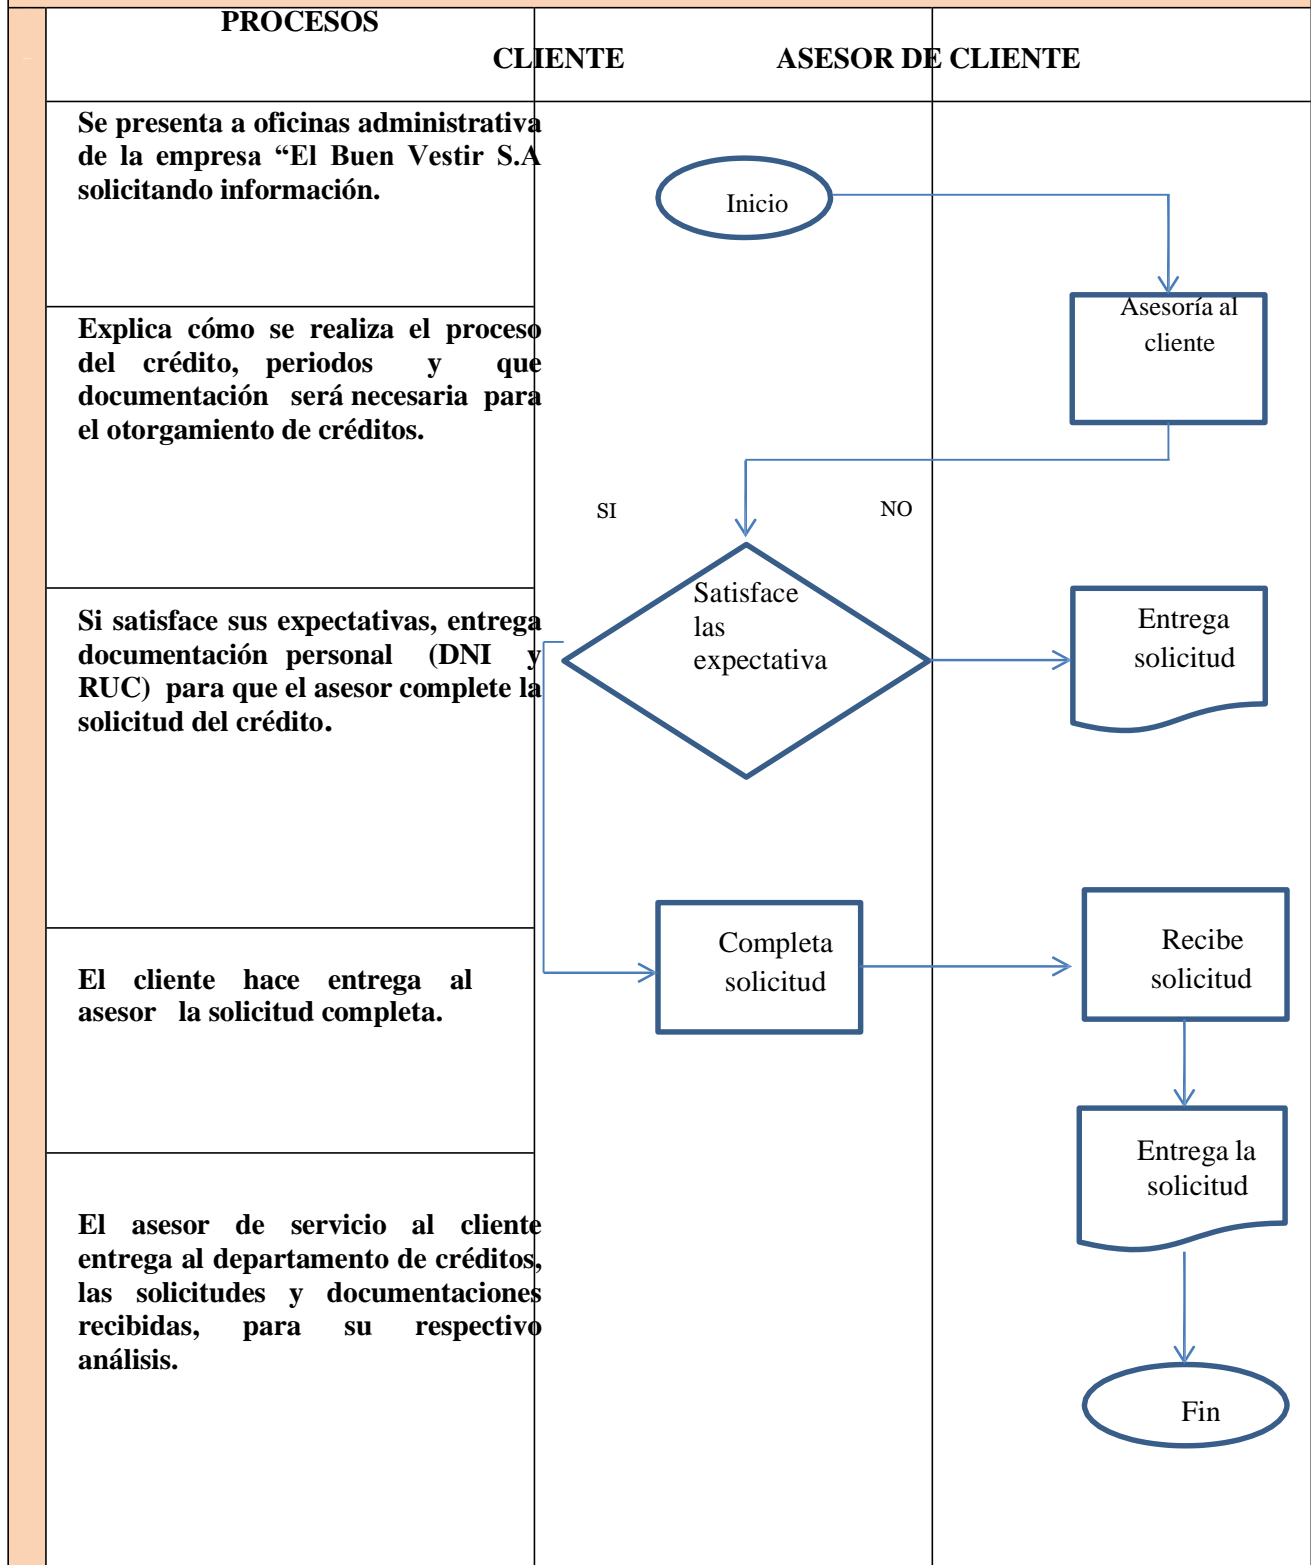 PROCESOS
CLIENTE
ASESOR DE CLIENTE
Se presenta a oficinas administrativa
de la empresa “El Buen Vestir S.A
solicitando información.
Inicio
Asesoría al
cliente
Explica cómo se realiza el proceso
del crédito, periodos y que
documentación será necesaria para
el otorgamiento de créditos.
SI
NO
Satisface
las
expectativa
Entrega
solicitud
Si satisface sus expectativas, entrega
documentación personal (DNI y
RUC) para que el asesor complete la
solicitud del crédito.
Completa
solicitud
Recibe
solicitud
El cliente hace entrega al
asesor la solicitud completa.
Entrega la
solicitud
El asesor de servicio al cliente
entrega al departamento de créditos,
las solicitudes y documentaciones
recibidas, para su respectivo
análisis.
Fin